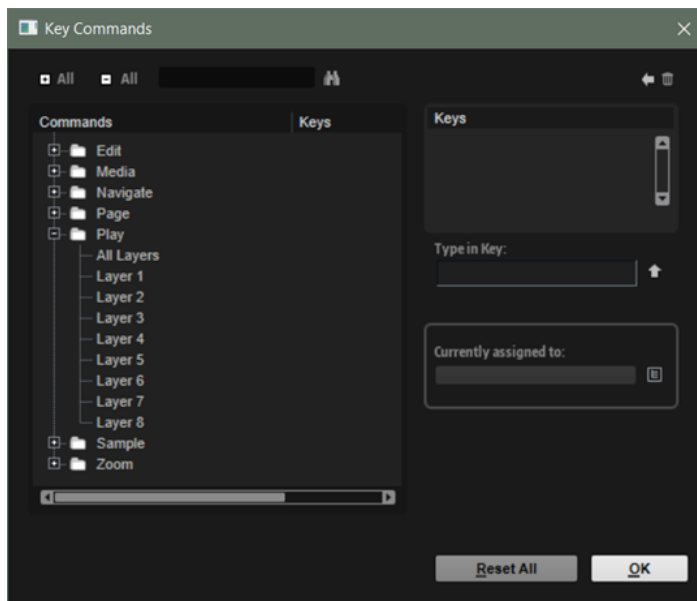 Key Commands
All All
Commands Keys
Edit
Media
Navigate
Page
Play
All Layers
Layer 1
Layer 2
Layer 3
Layer 4
Layer 5
Layer 6
Layer 7
Layer 8
Sample
Zoom
Keys
Type in Key:
Currently assigned to:
Reset All OK